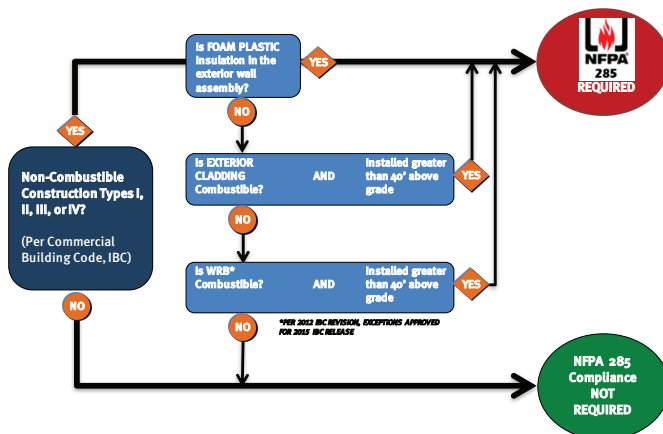 Is FOAM PLASTIC
insulation in the
exterior wall
assembly?
YES
NFPA
285
REQUIRED
NO
YES
Non-Combustible
Construction Types I,
II, III, or IV?
(Per Commercial
Building Code, IBC)
NO
Is EXTERIOR
CLADDING
Combustible?
AND
Installed greater
than 40' above
grade
YES
NO
Is WRB*
Combustible?
AND
Installed greater
than 40' above
grade
YES
NO
*PER 2012 IBC REVISION, EXCEPTIONS APPROVED
FOR 2015 IBC RELEASE
NFPA 285
Compliance
NOT
REQUIRED